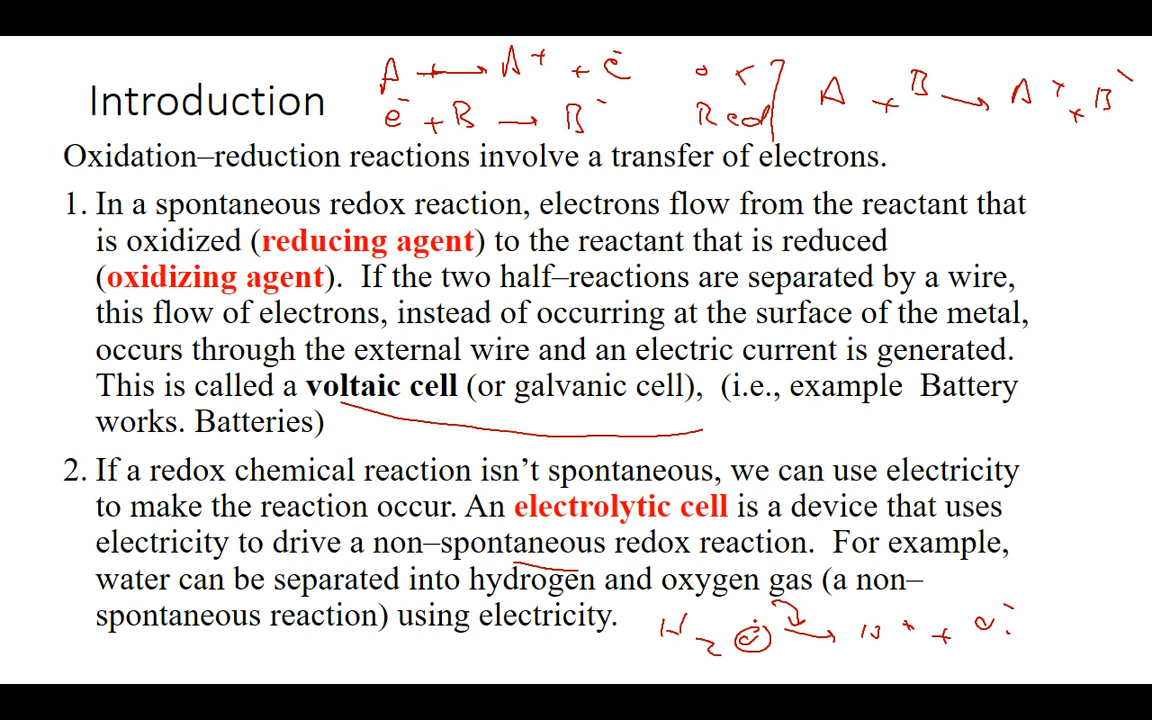 A → A⁺ + e⁻ ox
Introduction
e⁻ + B → B⁻ Red
A + B → A⁺ + B⁻
Oxidation–reduction reactions involve a transfer of electrons.
1. In a spontaneous redox reaction, electrons flow from the reactant that
is oxidized (reducing agent) to the reactant that is reduced
(oxidizing agent). If the two half–reactions are separated by a wire,
this flow of electrons, instead of occurring at the surface of the metal,
occurs through the external wire and an electric current is generated.
This is called a voltaic cell (or galvanic cell), (i.e., example Battery
works. Batteries)
2. If a redox chemical reaction isn’t spontaneous, we can use electricity
to make the reaction occur. An electrolytic cell is a device that uses
electricity to drive a non–spontaneous redox reaction. For example,
water can be separated into hydrogen and oxygen gas (a non–
spontaneous reaction) using electricity.
H₂ →